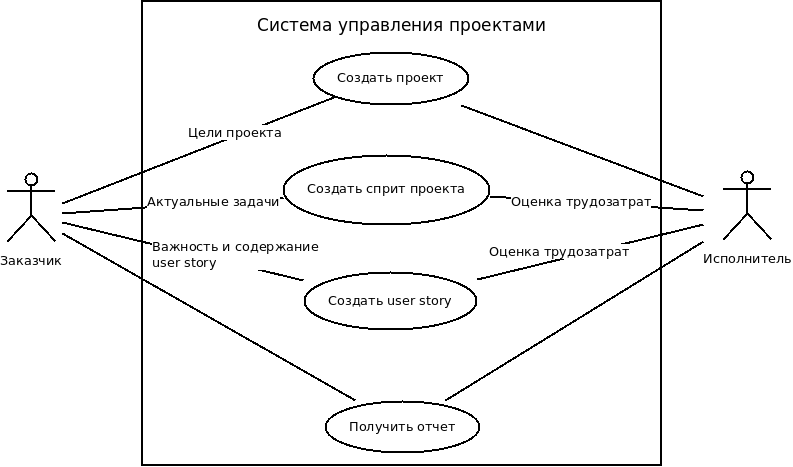 Система управления проектами
Создать проект
Цели проекта
Создать сприт проекта
Актуальные задачи
Оценка трудозатрат
Важность и содержание
user story
Оценка трудозатрат
Заказчик
Исполнитель
Создать user story
Получить отчет